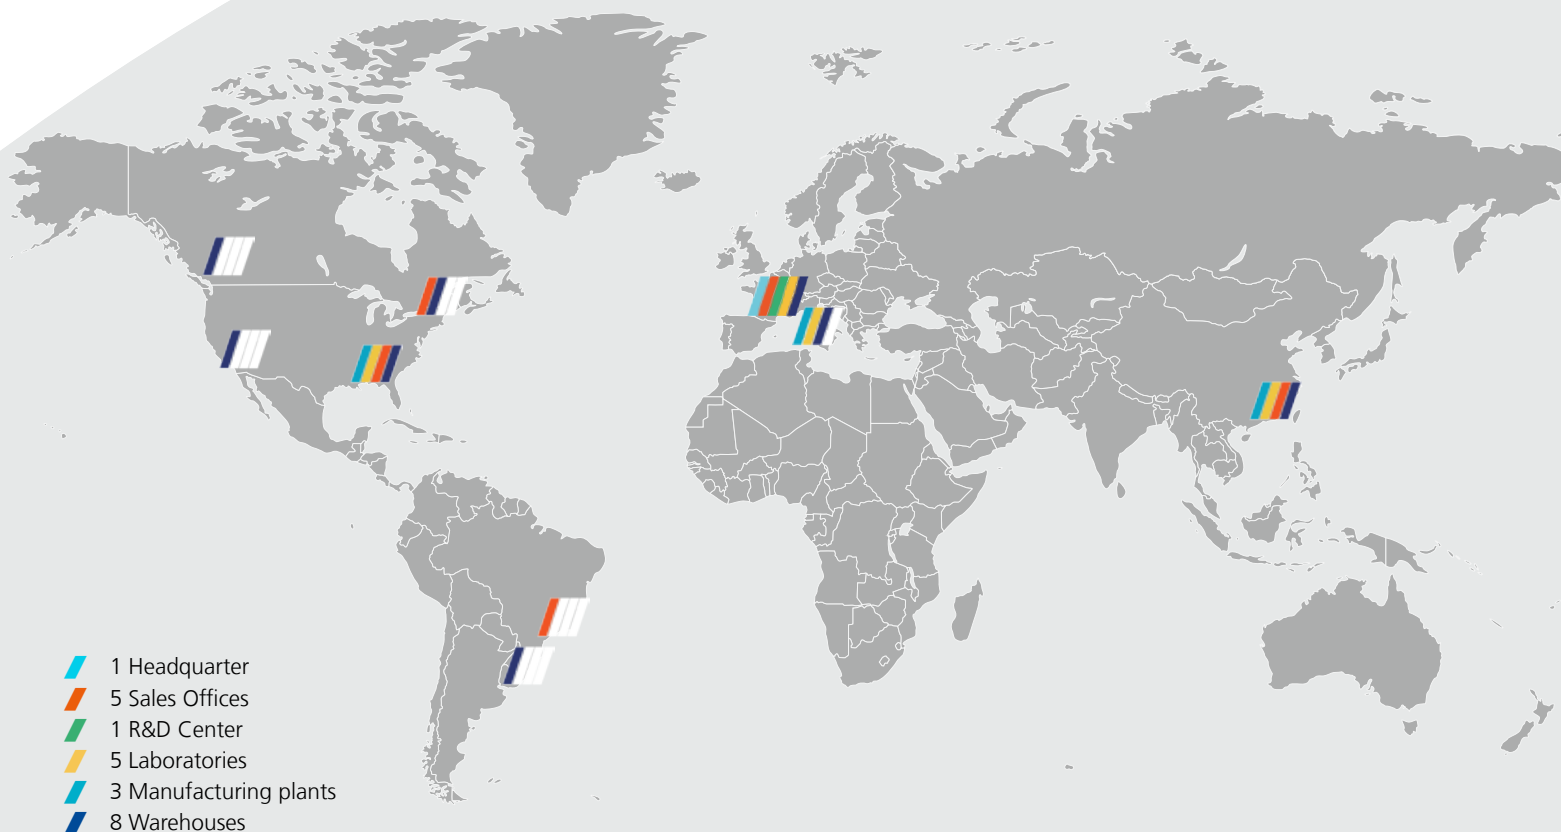 1 Headquarter
5 Sales Offices
1 R&D Center
5 Laboratories
3 Manufacturing plants
8 Warehouses